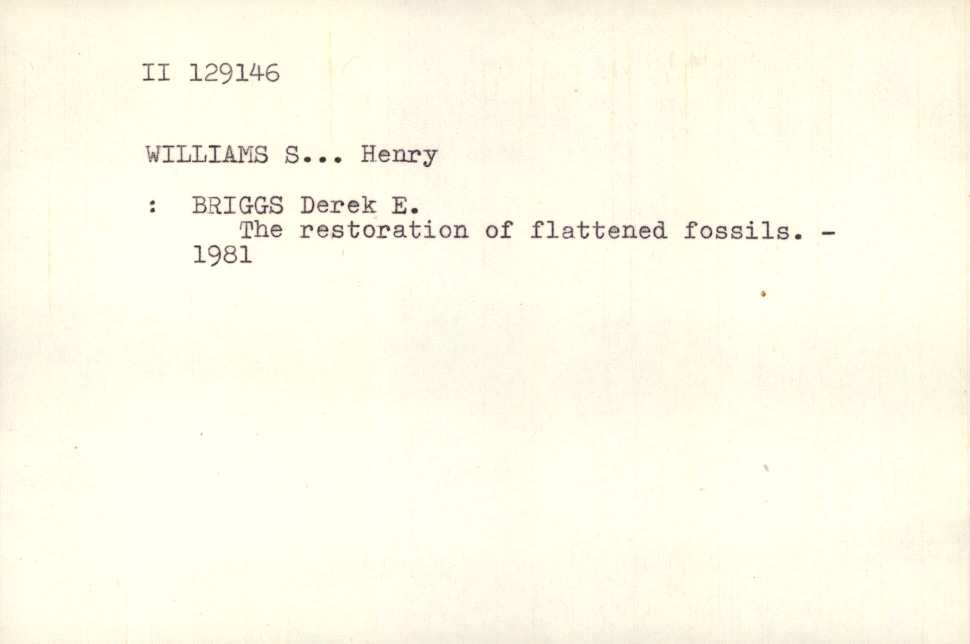 II 129146
WILLIAMS S... Henry
: BRIGGS Derek E.
The restoration of flattened fossils. -
1981